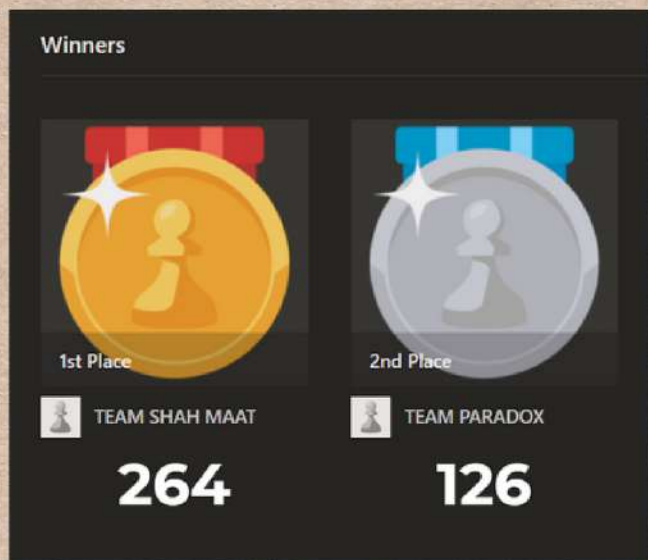 Winners
1st Place
2nd Place
TEAM SHAH MAAT
TEAM PARADOX
264
126